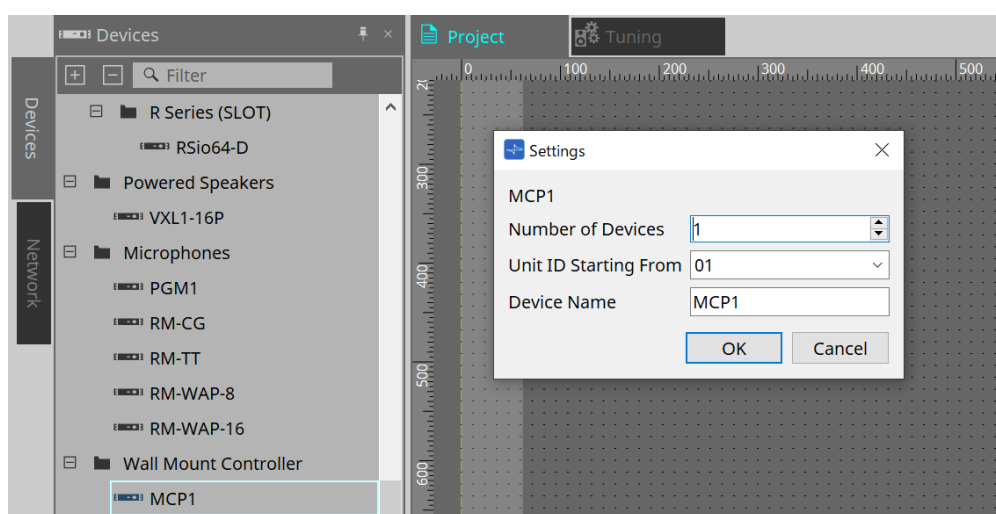 Devices
Filter
Devices
Network
R Series (SLOT)
RSio64-D
Powered Speakers
VXL1-16P
Microphones
PGM1
RM-CG
RM-TT
RM-WAP-8
RM-WAP-16
Wall Mount Controller
MCP1
Project
Tuning
0 100 200 300 400 500
300
400
500
600
Settings
MCP1
Number of Devices 1
Unit ID Starting From 01
Device Name MCP1
OK Cancel